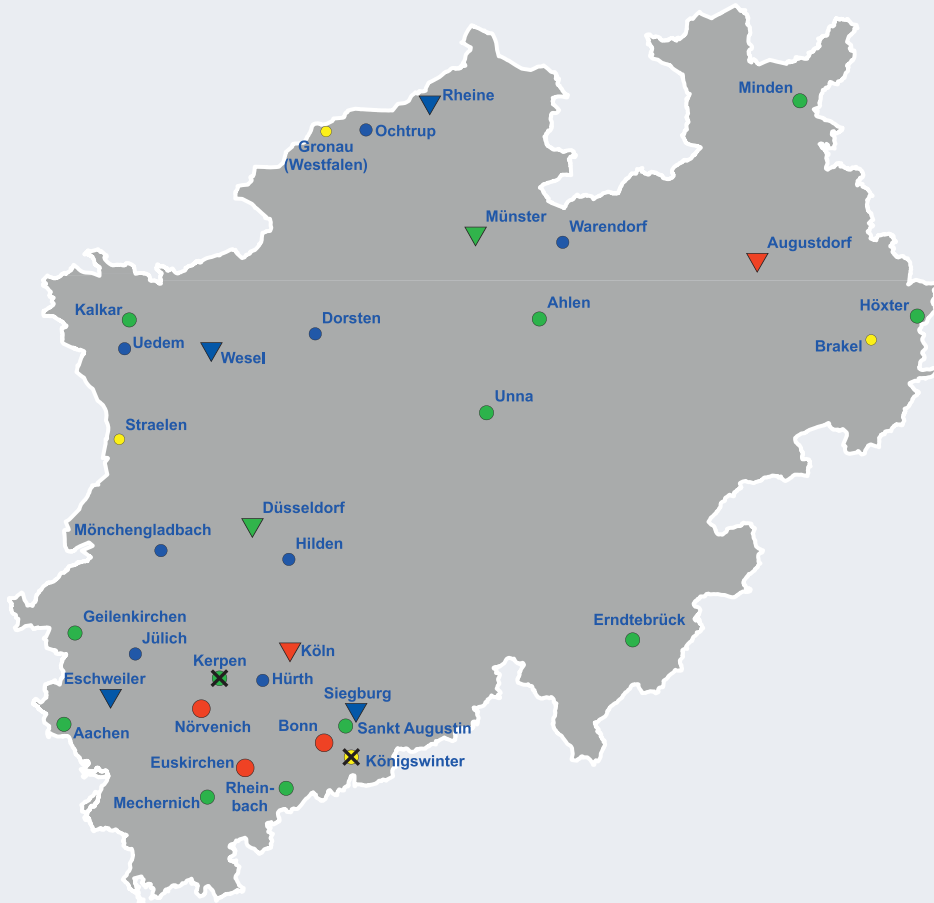 Minden
Rheine
Ochtrup
Gronau
(Westfalen)
Münster
Warendorf
Augustdorf
Kalkar
Ahlen
Höxter
Dorsten
Uedem
Wesel
Brakel
Unna
Straelen
Düsseldorf
Mönchengladbach
Hilden
Geilenkirchen
Erndtebrück
Jülich
Köln
Kerpen
Eschweiler
Hürth
Siegburg
Nörvenich
Bonn
Sankt Augustin
Aachen
Euskirchen
Königswinter
Rhein-
bach
Mechernich